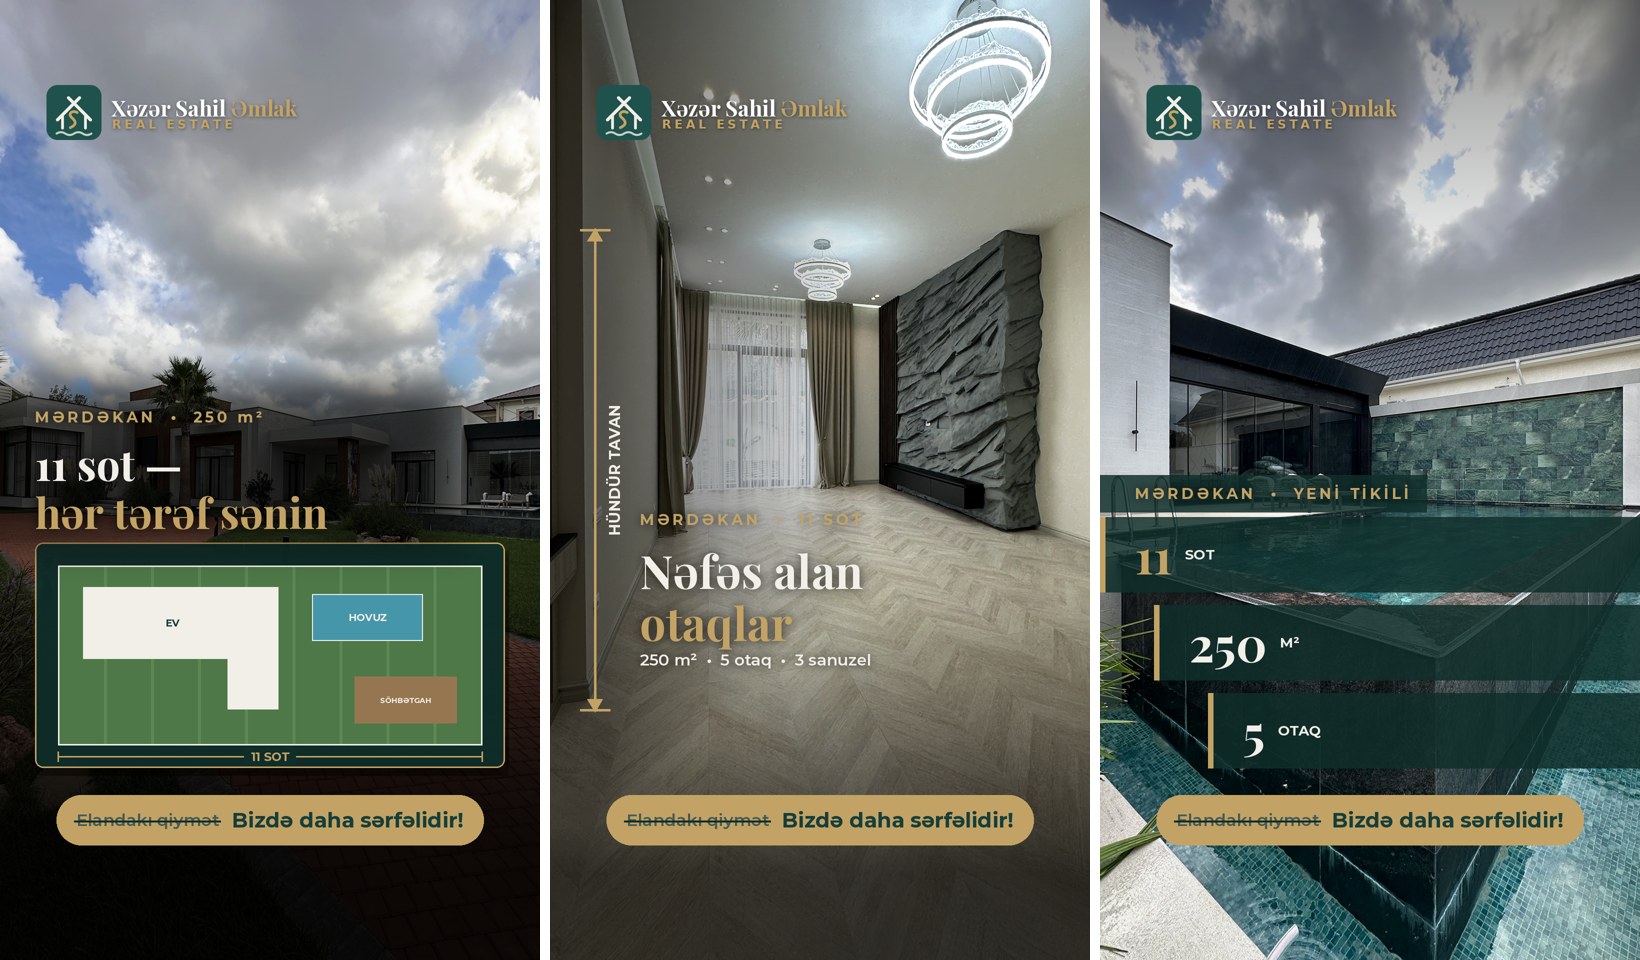 Xəzər Sahil Əmlak
REAL ESTATE
MƏRDƏKAN • 250 m²
11 sot —
hər tərəf sənin
EV
HOVUZ
SÖHBƏTGAH
11 SOT
Elandakı qiymət Bizdə daha sərfəlidir!
Xəzər Sahil Əmlak
REAL ESTATE
HÜNDÜR TAVAN
MƏRDƏKAN • 11 SOT
Nəfəs alan
otaqlar
250 m² • 5 otaq • 3 sanuzel
Elandakı qiymət Bizdə daha sərfəlidir!
Xəzər Sahil Əmlak
REAL ESTATE
MƏRDƏKAN • YENİ TİKİLİ
11 SOT
250 M²
5 OTAQ
Elandakı qiymət Bizdə daha sərfəlidir!